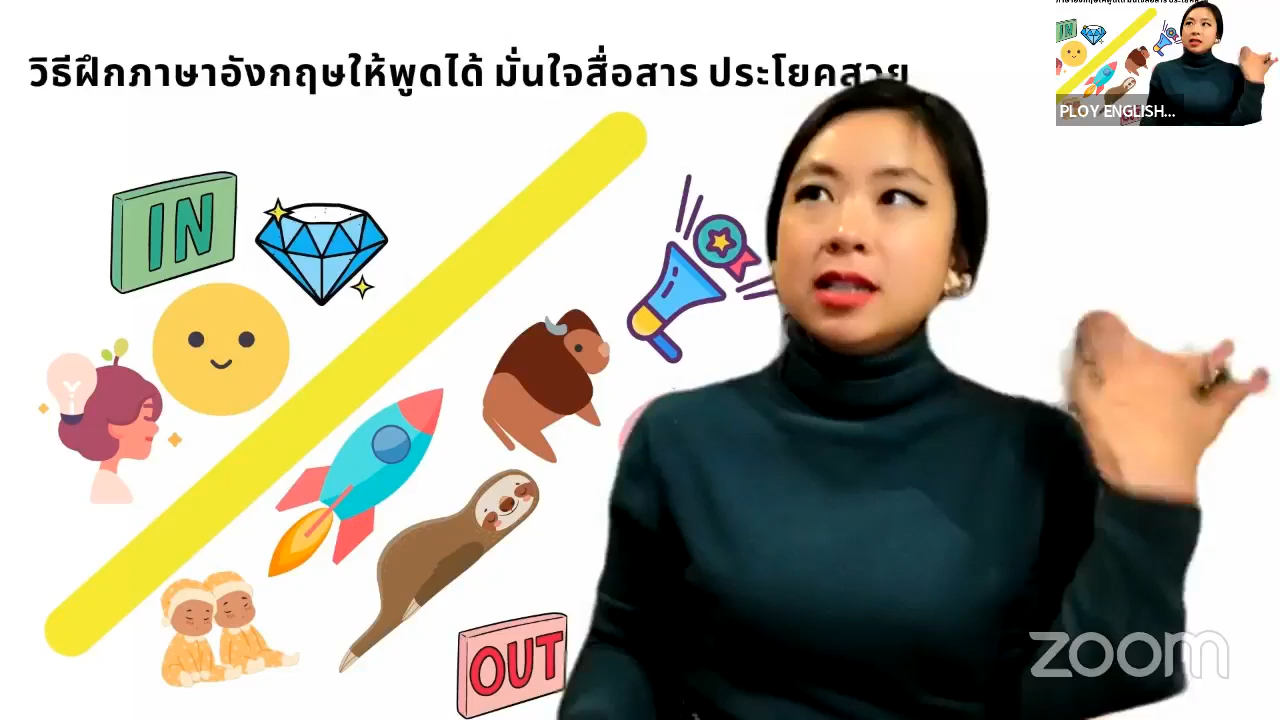 วิธีฝึกภาษาอังกฤษให้พูดได้ มั่นใจสื่อสาร ประโยคสวย
IN
OUT
PLOY ENGLISH...
zoom